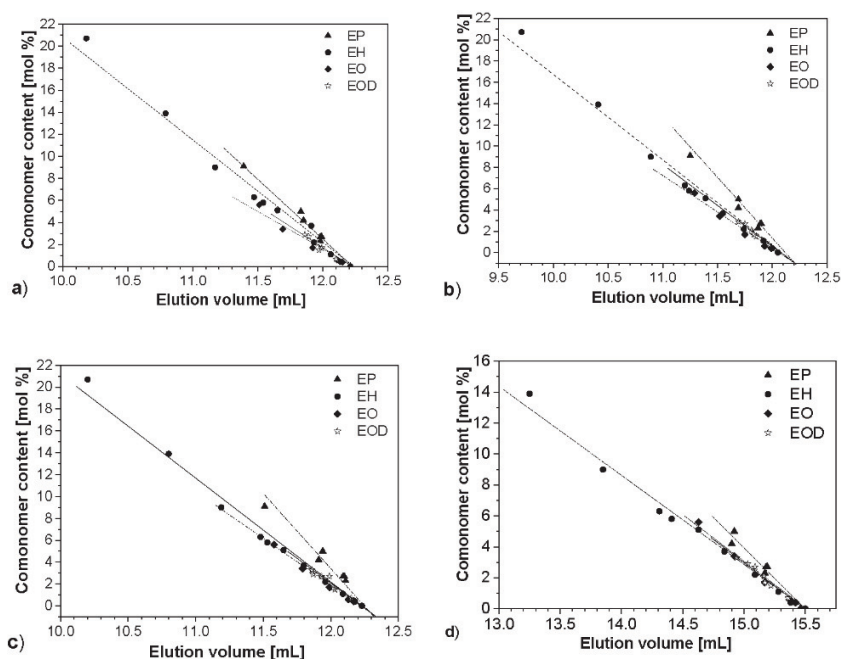 a)
22
20
18
16
14
12
10
8
6
4
2
0
Comonomer content [mol %]
10.0 10.5 11.0 11.5 12.0 12.5
Elution volume [mL]
EP
EH
EO
EOD
b)
22
20
18
16
14
12
10
8
6
4
2
0
Comonomer content [mol %]
9.5 10.0 10.5 11.0 11.5 12.0 12.5
Elution volume [mL]
EP
EH
EO
EOD
c)
22
20
18
16
14
12
10
8
6
4
2
0
Comonomer content [mol %]
10.0 10.5 11.0 11.5 12.0 12.5
Elution volume [mL]
EP
EH
EO
EOD
d)
16
14
12
10
8
6
4
2
0
Comonomer content [mol %]
13.0 13.5 14.0 14.5 15.0 15.5
Elution volume [mL]
EP
EH
EO
EOD